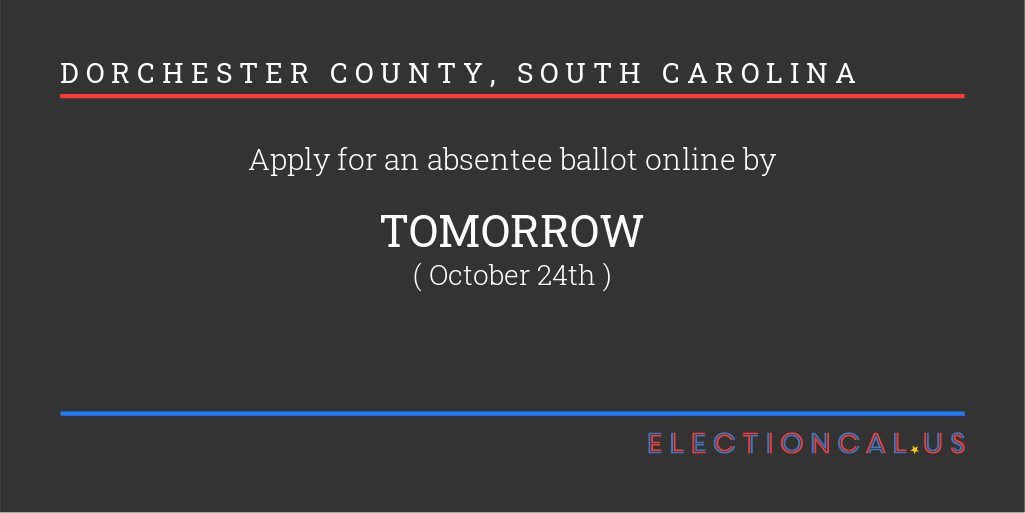 DORCHESTER COUNTY, SOUTH CAROLINA
Apply for an absentee ballot online by
TOMORROW
( October 24th )
ELECTIONCAL.US